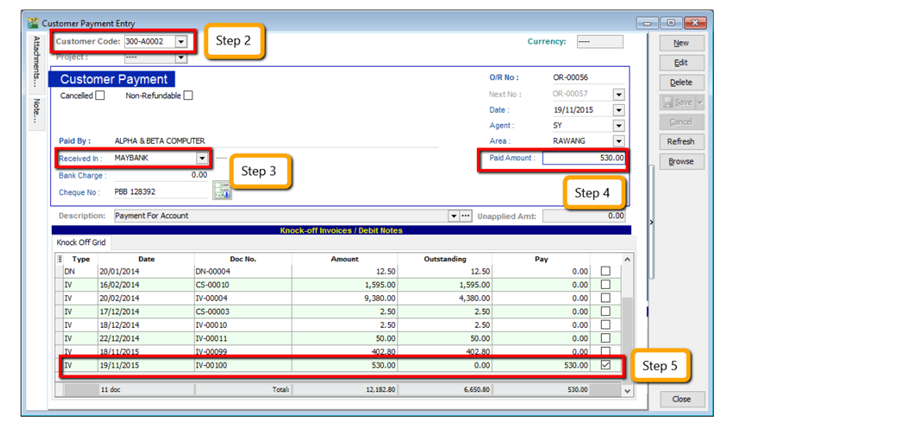 Customer Payment Entry
Attachments...
Note...
Customer Code: 300-A0002
Step 2
Currency: ----
Project : ----
Customer Payment
Cancelled
Non-Refundable
O/R No : OR-00056
Next No : OR-00057
Date : 19/11/2015
Agent : SY
Area : RAWANG
Paid By : ALPHA & BETA COMPUTER
Received In : MAYBANK ----
Paid Amount : 530.00
Step 3
Bank Charge : 0.00
Step 4
Cheque No : PBB 128392
Description: Payment For Account
Unapplied Amt: 0.00
Knock-off Invoices / Debit Notes
Knock Off Grid
Type Date Doc No. Amount Outstanding Pay
DN 20/01/2014 DN-00004 12.50 12.50 0.00
IV 16/02/2014 CS-00010 1,595.00 1,595.00 0.00
IV 20/02/2014 IV-00004 9,380.00 4,380.00 0.00
IV 17/12/2014 CS-00003 2.50 2.50 0.00
IV 18/12/2014 IV-00010 2.50 2.50 0.00
IV 22/12/2014 IV-00011 50.00 50.00 0.00
IV 18/11/2015 IV-00099 402.80 402.80 0.00
IV 19/11/2015 IV-00100 530.00 0.00 530.00
Step 5
11 doc Total: 12,182.80 6,650.80 530.00
New
Edit
Delete
Save
Cancel
Refresh
Browse
Close